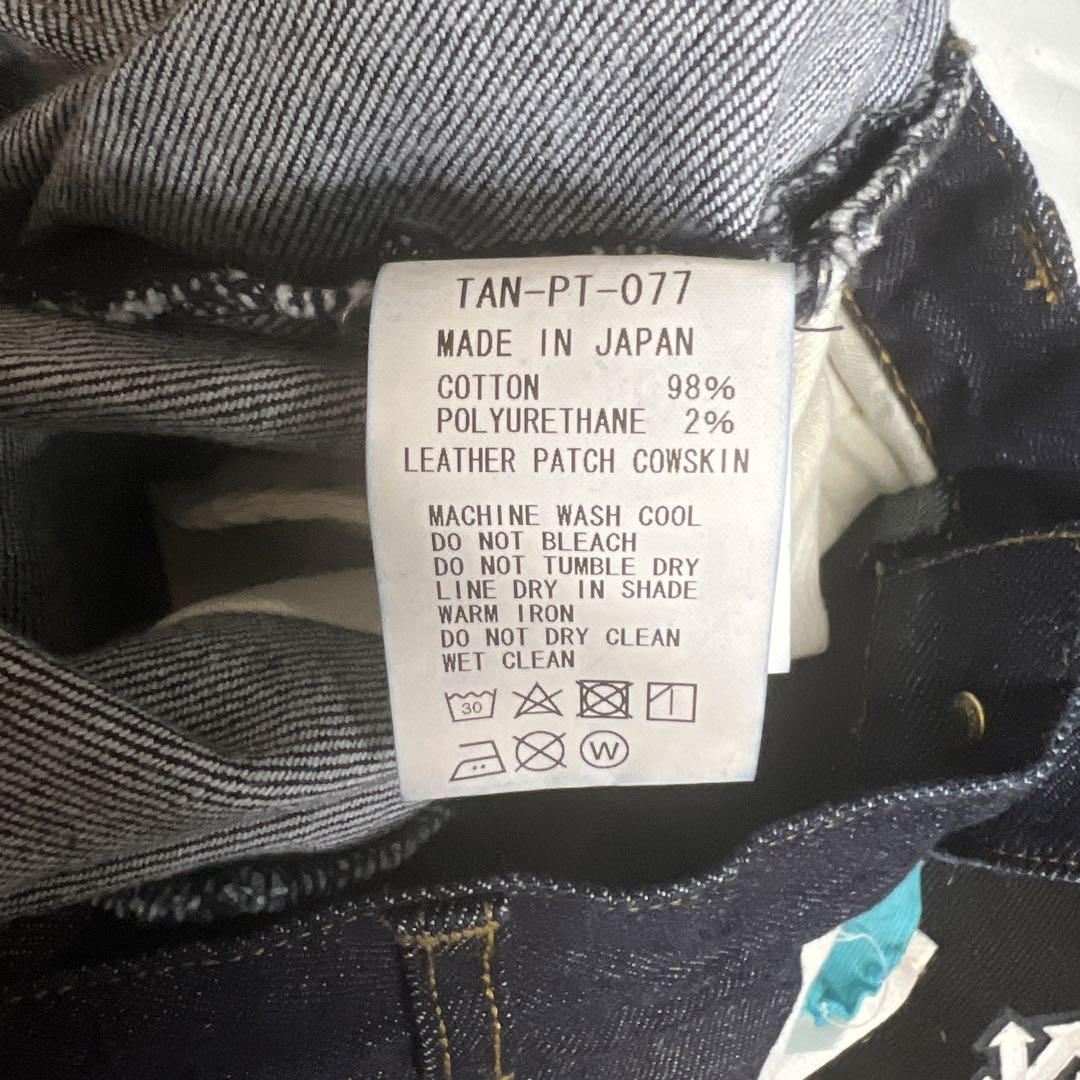 TAN-PT-077
MADE IN JAPAN
COTTON 98%
POLYURETHANE 2%
LEATHER PATCH COWSKIN
MACHINE WASH COOL
DO NOT BLEACH
DO NOT TUMBLE DRY
LINE DRY IN SHADE
WARM IRON
DO NOT DRY CLEAN
WET CLEAN
30
W